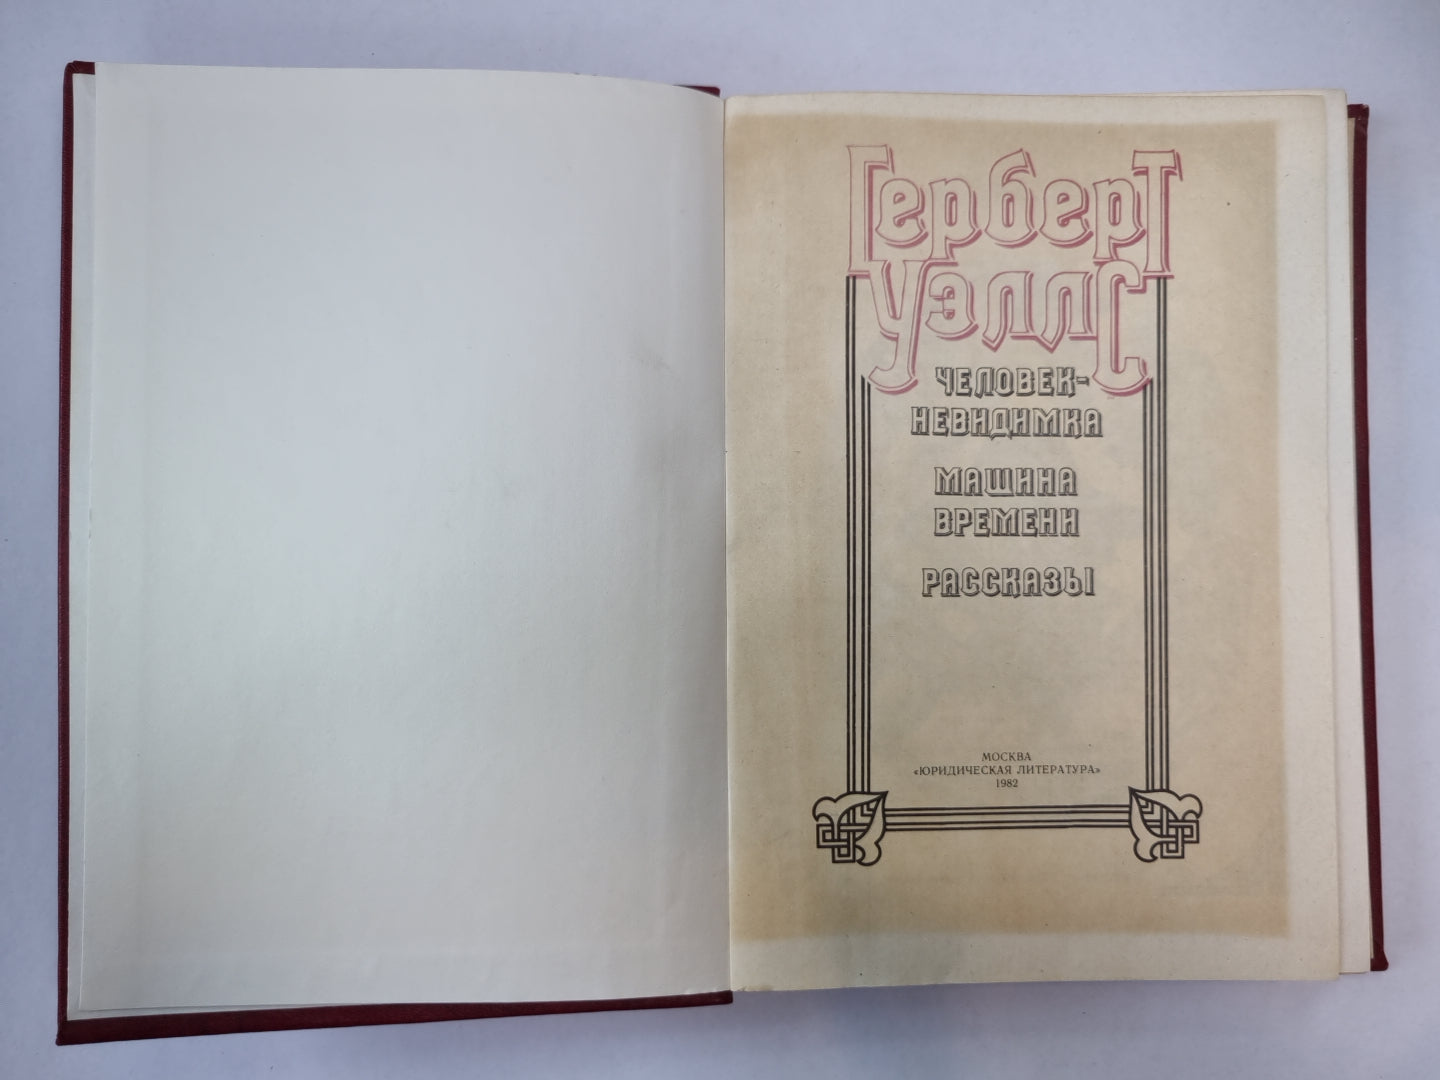 Герберт
Уэллс
ЧЕЛОВЕК-
НЕВИДИМКА
МАШИНА
ВРЕМЕНИ
РАССКАЗЫ
МОСКВА
«ЮРИДИЧЕСКАЯ ЛИТЕРАТУРА»
1982